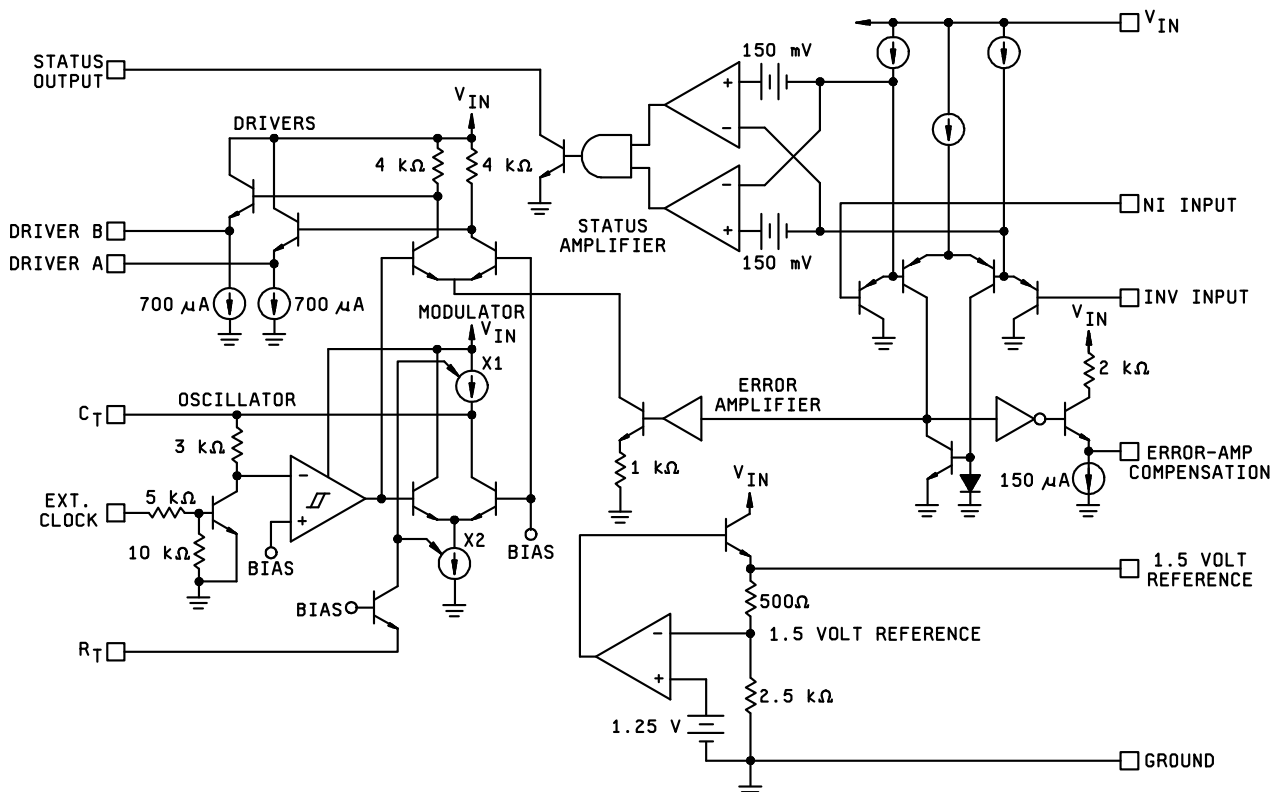 V_IN
STATUS
OUTPUT
150 mV
V_IN
DRIVERS
4 kΩ
4 kΩ
STATUS
AMPLIFIER
NI INPUT
DRIVER B
DRIVER A
150 mV
700 µA
700 µA
INV INPUT
MODULATOR
V_IN
V_IN
X1
2 kΩ
C_T
OSCILLATOR
ERROR
AMPLIFIER
3 kΩ
1 kΩ
ERROR-AMP
COMPENSATION
150 µA
V_IN
EXT.
CLOCK
5 kΩ
10 kΩ
BIAS
X2
BIAS
BIAS
1.5 VOLT
REFERENCE
500Ω
1.5 VOLT REFERENCE
R_T
2.5 kΩ
1.25 V
GROUND
+
−
−
+
−
+
−
+